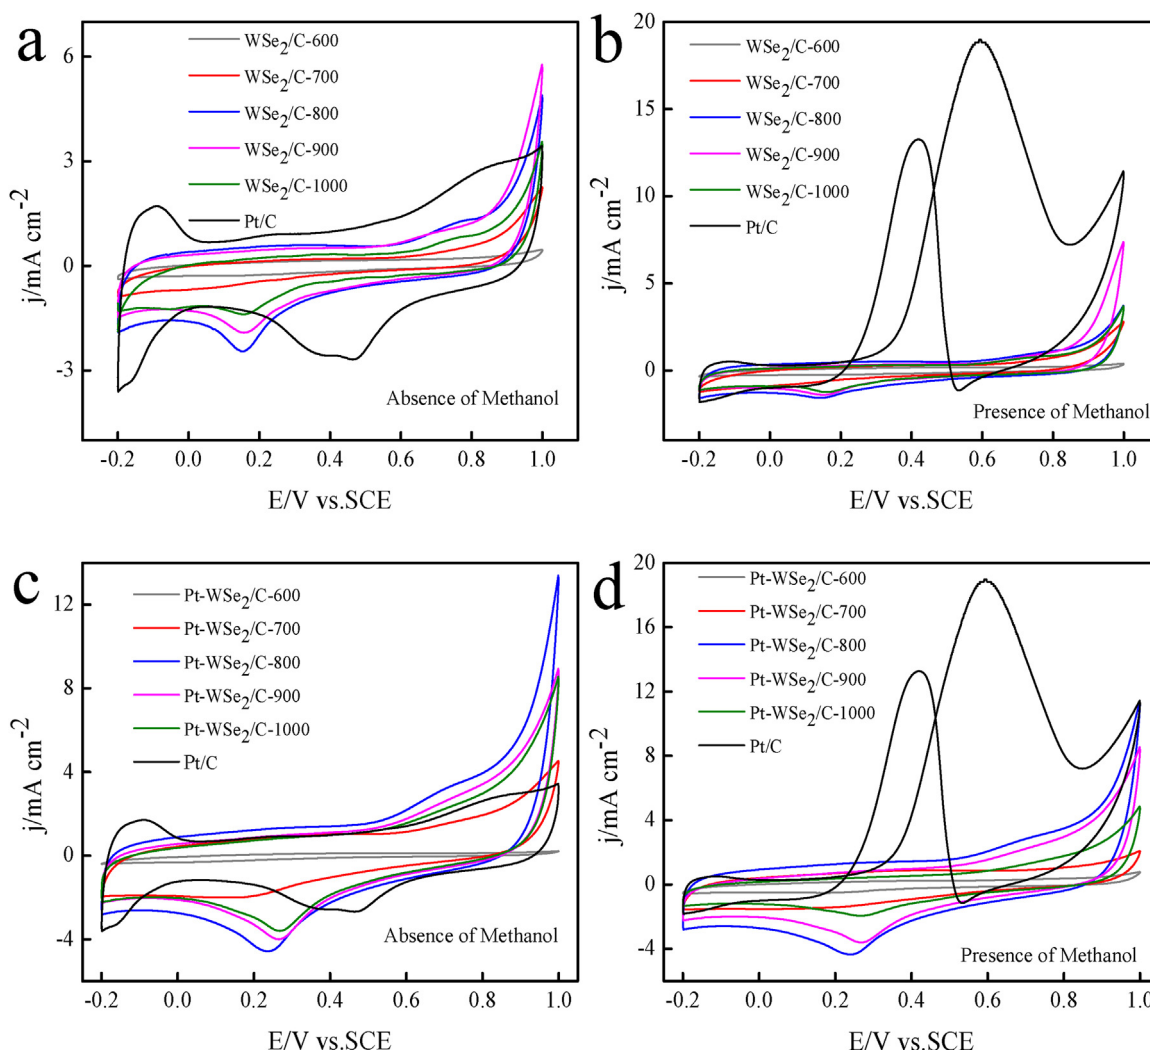 a
6
3
0
-3
WSe2/C-600
WSe2/C-700
WSe2/C-800
WSe2/C-900
WSe2/C-1000
Pt/C
Absence of Methanol
-0.2 0.0 0.2 0.4 0.6 0.8 1.0
E/V vs.SCE
j/mA cm-2
b
20
15
10
5
0
WSe2/C-600
WSe2/C-700
WSe2/C-800
WSe2/C-900
WSe2/C-1000
Pt/C
Presence of Methanol
-0.2 0.0 0.2 0.4 0.6 0.8 1.0
E/V vs.SCE
j/mA cm-2
c
12
8
4
0
-4
Pt-WSe2/C-600
Pt-WSe2/C-700
Pt-WSe2/C-800
Pt-WSe2/C-900
Pt-WSe2/C-1000
Pt/C
Absence of Methanol
-0.2 0.0 0.2 0.4 0.6 0.8 1.0
E/V vs.SCE
j/mA cm-2
d
20
16
12
8
4
0
-4
Pt-WSe2/C-600
Pt-WSe2/C-700
Pt-WSe2/C-800
Pt-WSe2/C-900
Pt-WSe2/C-1000
Pt/C
Presence of Methanol
-0.2 0.0 0.2 0.4 0.6 0.8 1.0
E/V vs.SCE
j/mA cm-2